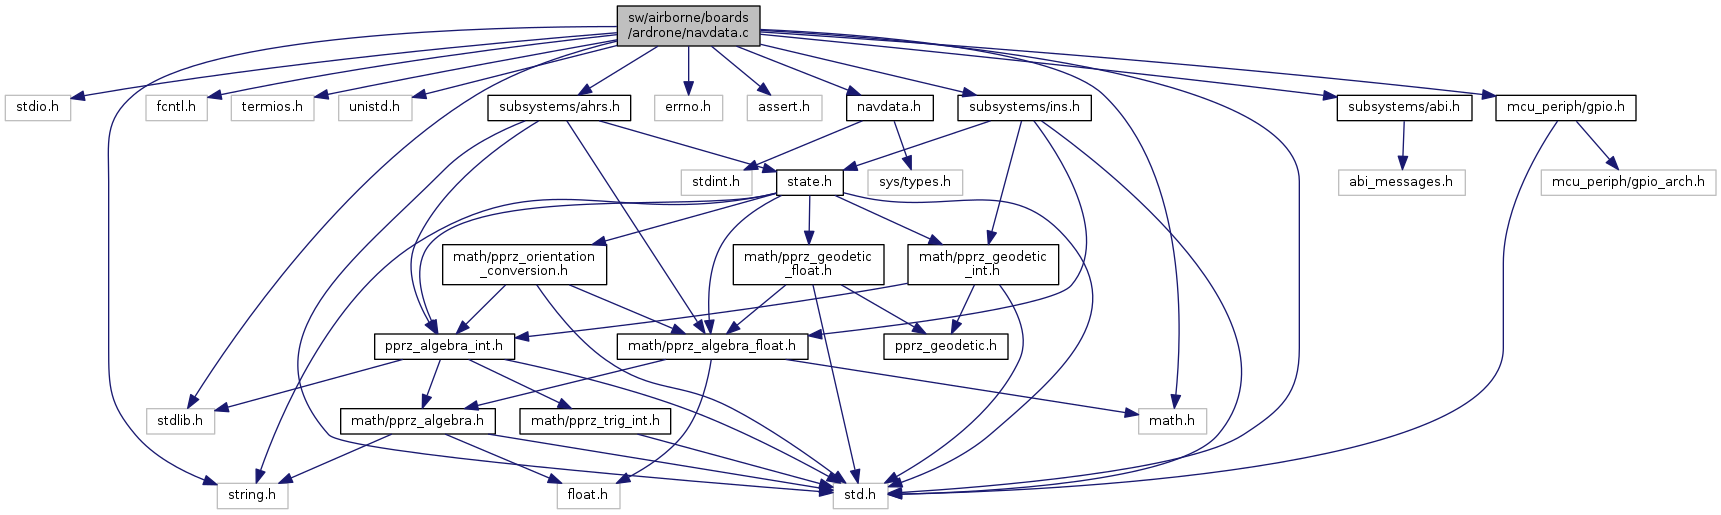 sw/airborne/boards
/ardrone/navdata.c
stdio.h
fcntl.h
termios.h
unistd.h
subsystems/ahrs.h
errno.h
assert.h
navdata.h
subsystems/ins.h
subsystems/abi.h
mcu_periph/gpio.h
stdint.h
state.h
sys/types.h
abi_messages.h
mcu_periph/gpio_arch.h
math/pprz_orientation
_conversion.h
math/pprz_geodetic
_float.h
math/pprz_geodetic
_int.h
pprz_algebra_int.h
math/pprz_algebra_float.h
pprz_geodetic.h
stdlib.h
math/pprz_algebra.h
math/pprz_trig_int.h
math.h
string.h
float.h
std.h